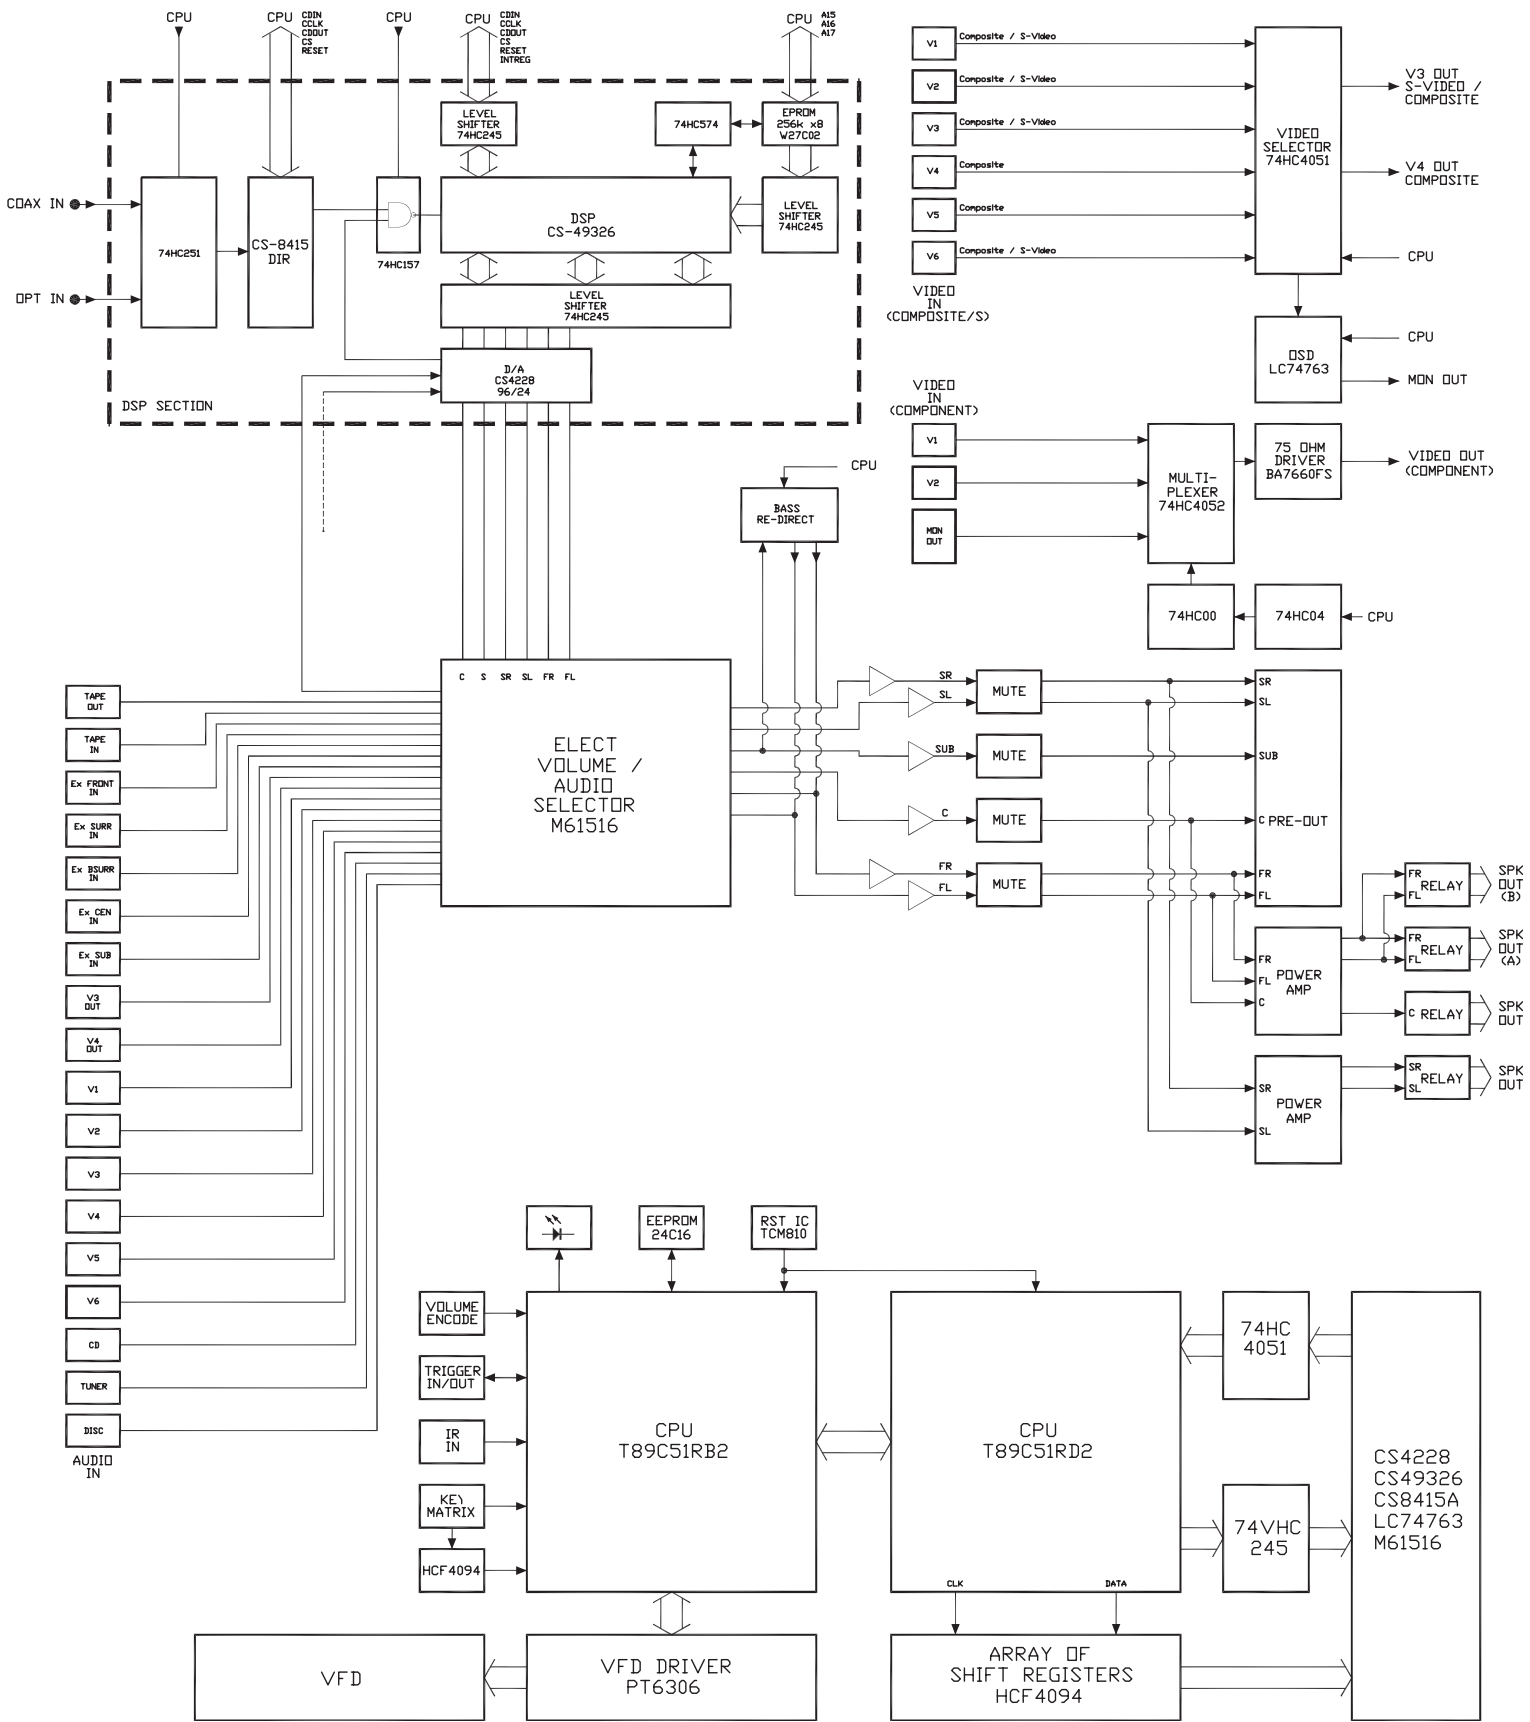 CPU
CPU
CDIN
CCLK
CDOUT
CS
RESET
CPU
CPU
CDIN
CCLK
CDOUT
CS
RESET
INTREG
CPU
A15
A16
A17
LEVEL
SHIFTER
74HC245
74HC574
EPROM
256k x8
W27C02
COAX IN
OPT IN
74HC251
CS-8415
DIR
74HC157
DSP
CS-49326
LEVEL
SHIFTER
74HC245
LEVEL
SHIFTER
74HC245
D/A
CS4228
96/24
DSP SECTION
V1
Composite / S-Video
V2
Composite / S-Video
V3
Composite / S-Video
V4
Composite
V5
Composite
V6
Composite / S-Video
VIDEO
IN
(COMPOSITE/S)
VIDEO
SELECTOR
74HC4051
V3 OUT
S-VIDEO /
COMPOSITE
V4 OUT
COMPOSITE
CPU
OSD
LC74763
CPU
MON OUT
VIDEO
IN
(COMPONENT)
V1
V2
MON
OUT
MULTI-
PLEXER
74HC4052
75 OHM
DRIVER
BA7660FS
VIDEO OUT
(COMPONENT)
74HC00
74HC04
CPU
CPU
BASS
RE-DIRECT
C
S
SR
SL
FR
FL
ELECT
VOLUME /
AUDIO
SELECTOR
M61516
TAPE
OUT
TAPE
IN
Ex FRONT
IN
Ex SURR
IN
Ex BSURR
IN
Ex CEN
IN
Ex SUB
IN
V3
OUT
V4
OUT
V1
V2
V3
V4
V5
V6
CD
TUNER
DISC
AUDIO
IN
SR
SL
MUTE
SUB
MUTE
C
MUTE
FR
FL
MUTE
SR
SL
SUB
C PRE-OUT
FR
FL
FR
FL
C
POWER
AMP
SR
SL
POWER
AMP
FR
FL
RELAY
SPK
OUT
(B)
FR
FL
RELAY
SPK
OUT
(A)
C RELAY
SPK
OUT
SR
SL
RELAY
SPK
OUT
EEPROM
24C16
RST IC
TCM810
VOLUME
ENCODE
TRIGGER
IN/OUT
IR
IN
KEY
MATRIX
HCF4094
CPU
T89C51RB2
CPU
T89C51RD2
CLK
DATA
74HC
4051
74VHC
245
CS4228
CS49326
CS8415A
LC74763
M61516
VFD
VFD DRIVER
PT6306
ARRAY OF
SHIFT REGISTERS
HCF4094